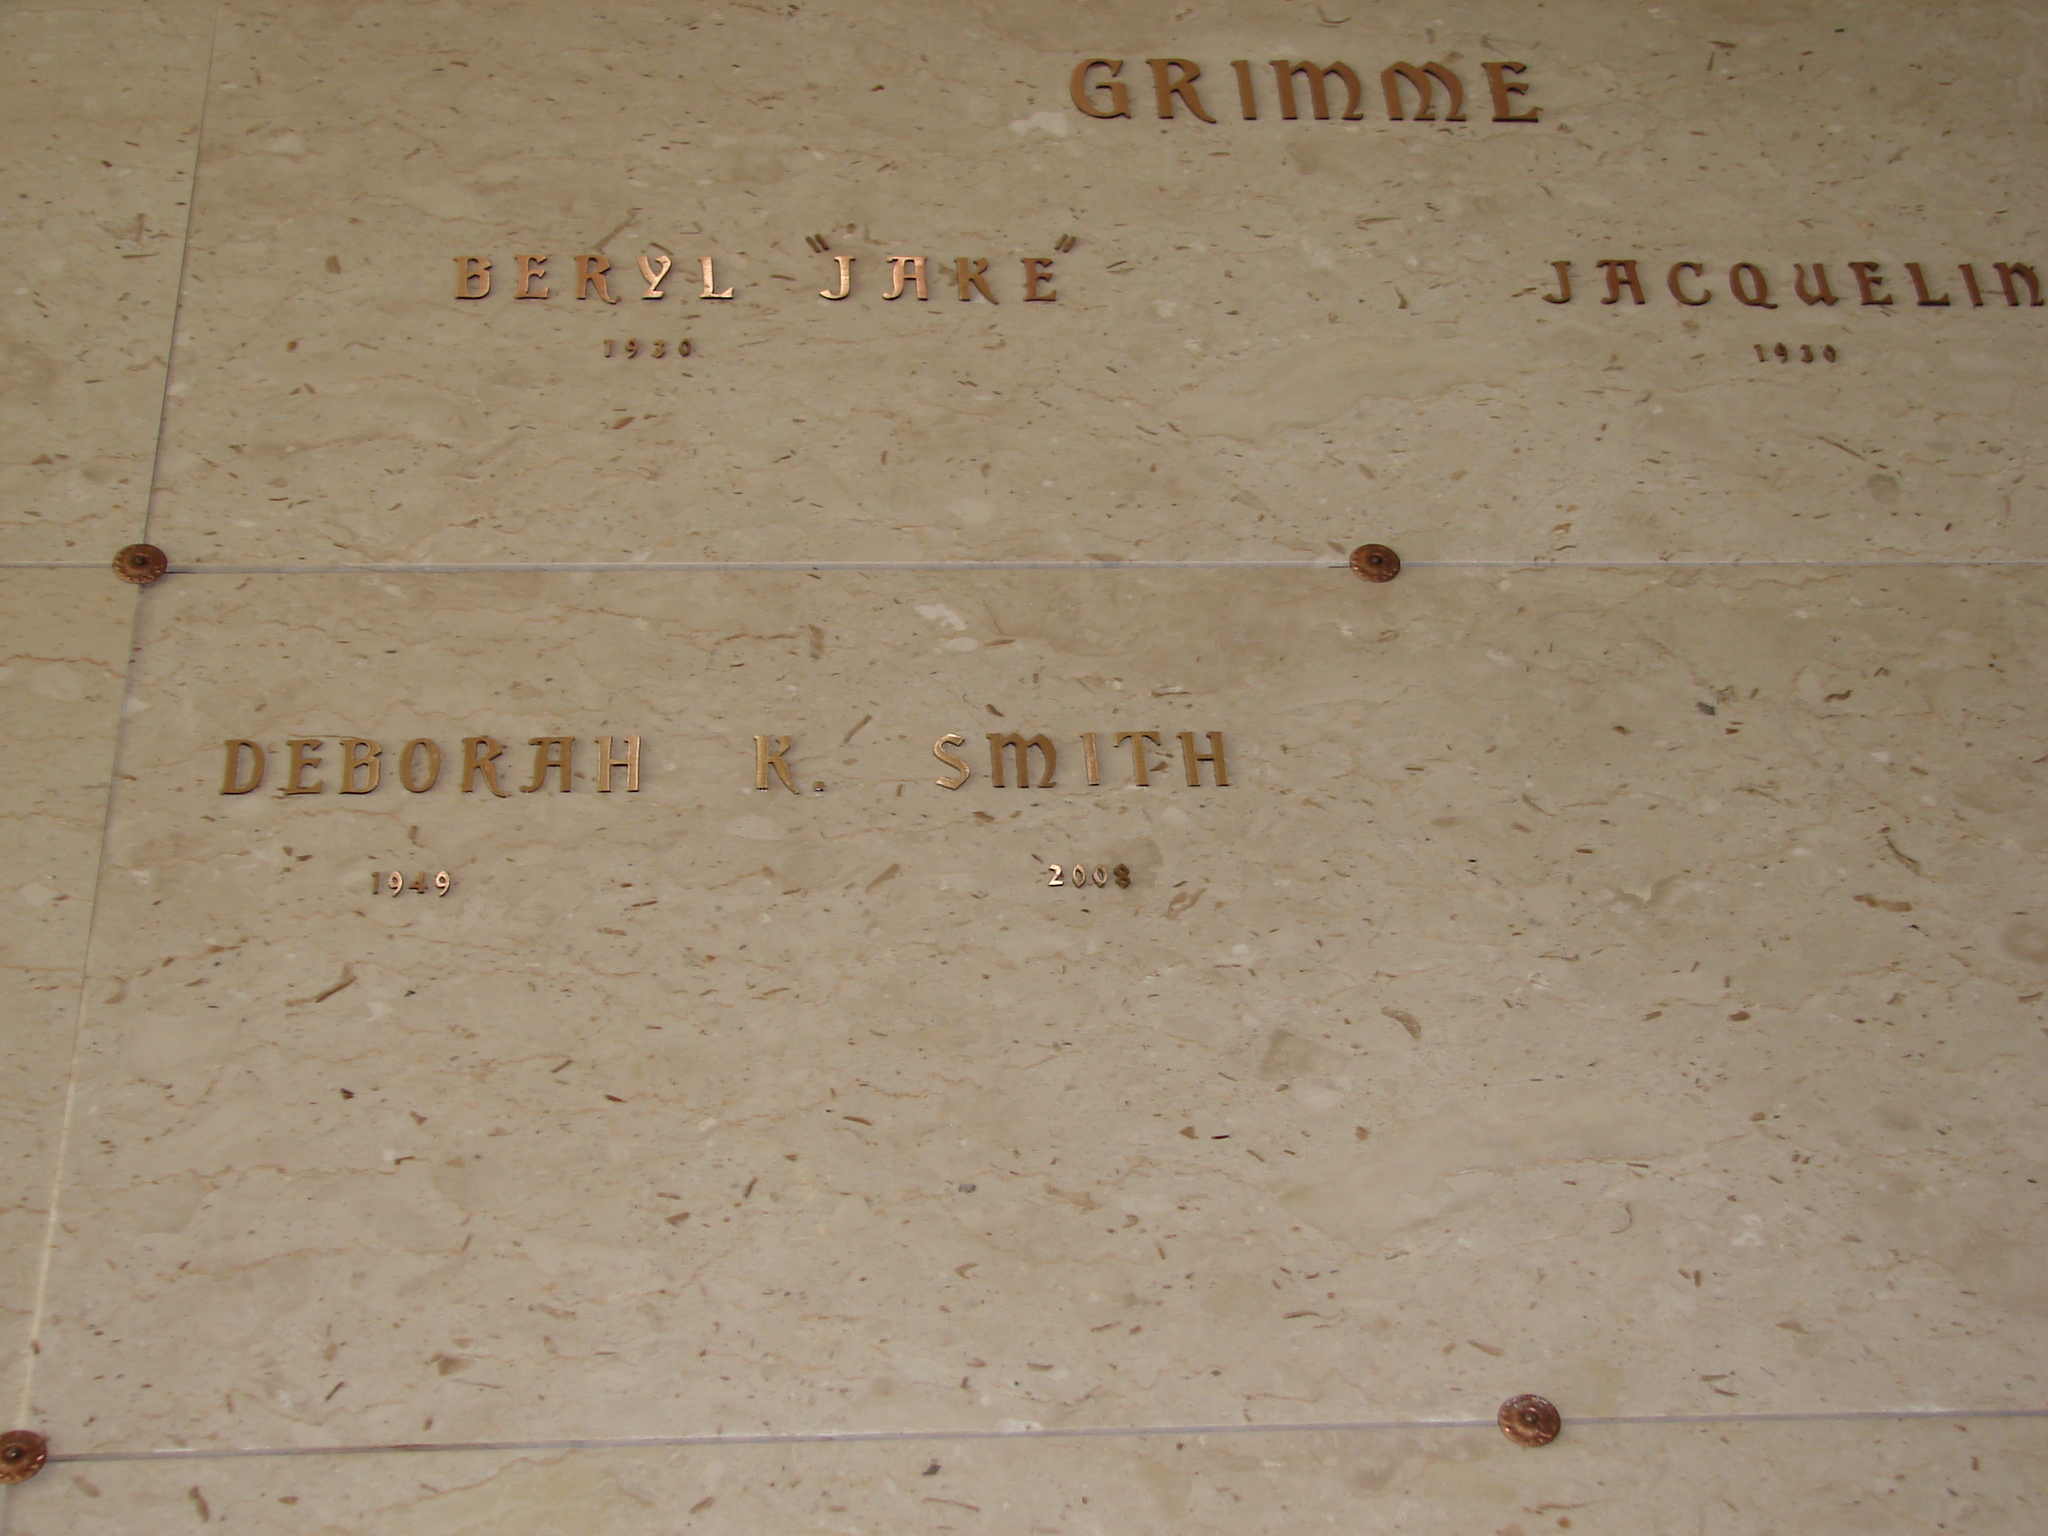 GRIMME
BERYL "JAKE" JACQUELIN
1930 1930
DEBORAH K. SMITH
1949 2008